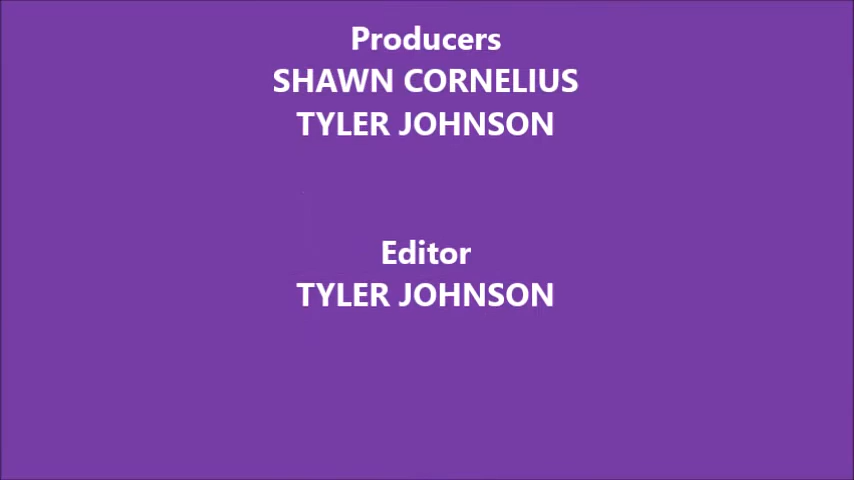 Producers
SHAWN CORNELIUS
TYLER JOHNSON
Editor
TYLER JOHNSON